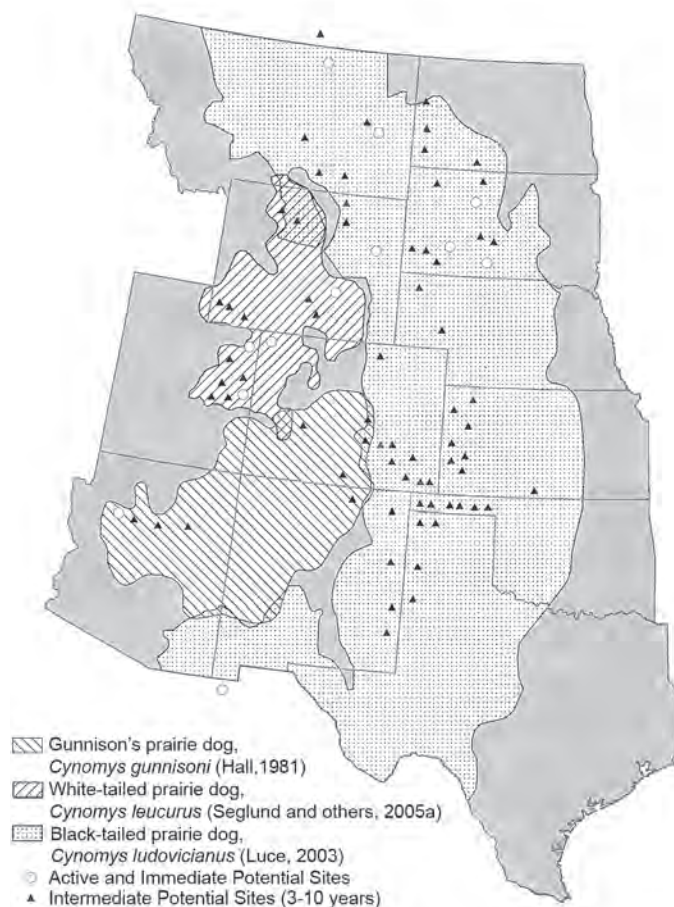 Gunnison's prairie dog,
Cynomys gunnisoni (Hall,1981)
White-tailed prairie dog,
Cynomys leucurus (Seglund and others, 2005a)
Black-tailed prairie dog,
Cynomys ludovicianus (Luce, 2003)
Active and Immediate Potential Sites
Intermediate Potential Sites (3-10 years)